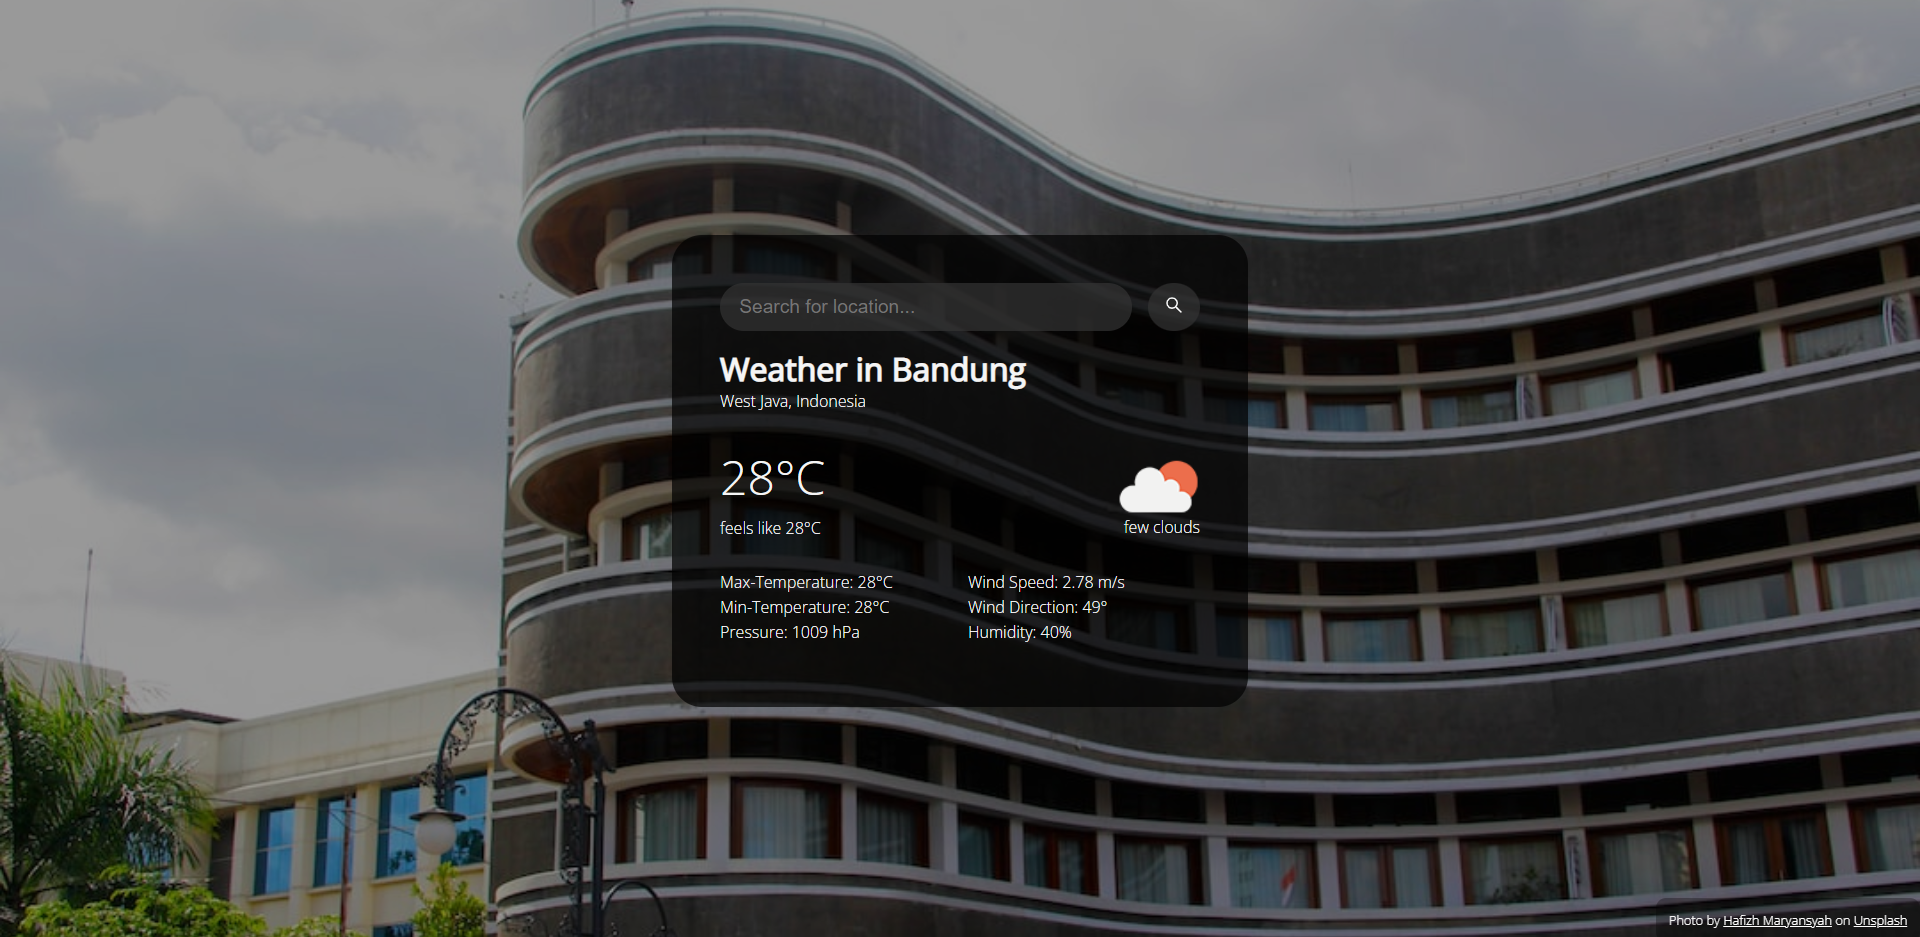 Search for location...
Weather in Bandung
West Java, Indonesia
28°C
feels like 28°C
few clouds
Max-Temperature: 28°C
Min-Temperature: 28°C
Pressure: 1009 hPa
Wind Speed: 2.78 m/s
Wind Direction: 49°
Humidity: 40%
Photo by Hafizh Maryansyah on Unsplash